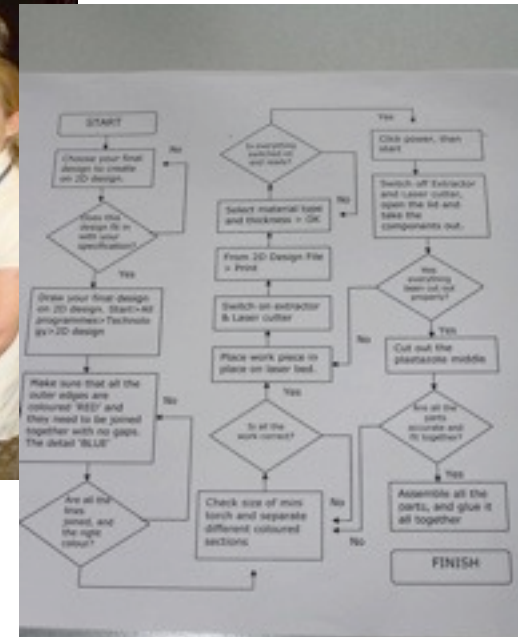 START
Choose your final
design to create
on 2D design.
No
Does this
design fit in
with your
specification?
Yes
Draw your final design
on 2D design. Start>All
programmes>Technolo
gy>2D design
Make sure that all the
outer edges are
coloured 'RED' and
they need to be joined
together with no gaps.
The detail 'BLUE'
No
Are all the
lines
joined, and
the right
colour?
Check size of mini
torch and separate
different coloured
sections
No
No
Is all the
work correct?
Yes
Place work piece in
place on laser bed.
No
Switch on extractor
& Laser cutter
From 2D Design File
> Print
Select material type
and thickness > OK
No
Is everything
switched on
and ready?
Yes
Click power, then
start
Switch off Extractor
and Laser cutter,
open the lid and
take the
components out.
Has
everything
been cut out
properly?
Yes
Cut out the
plastazote middle
Are all the
parts
accurate and
fit together?
Yes
Assemble all the
parts, and glue it
all together
FINISH